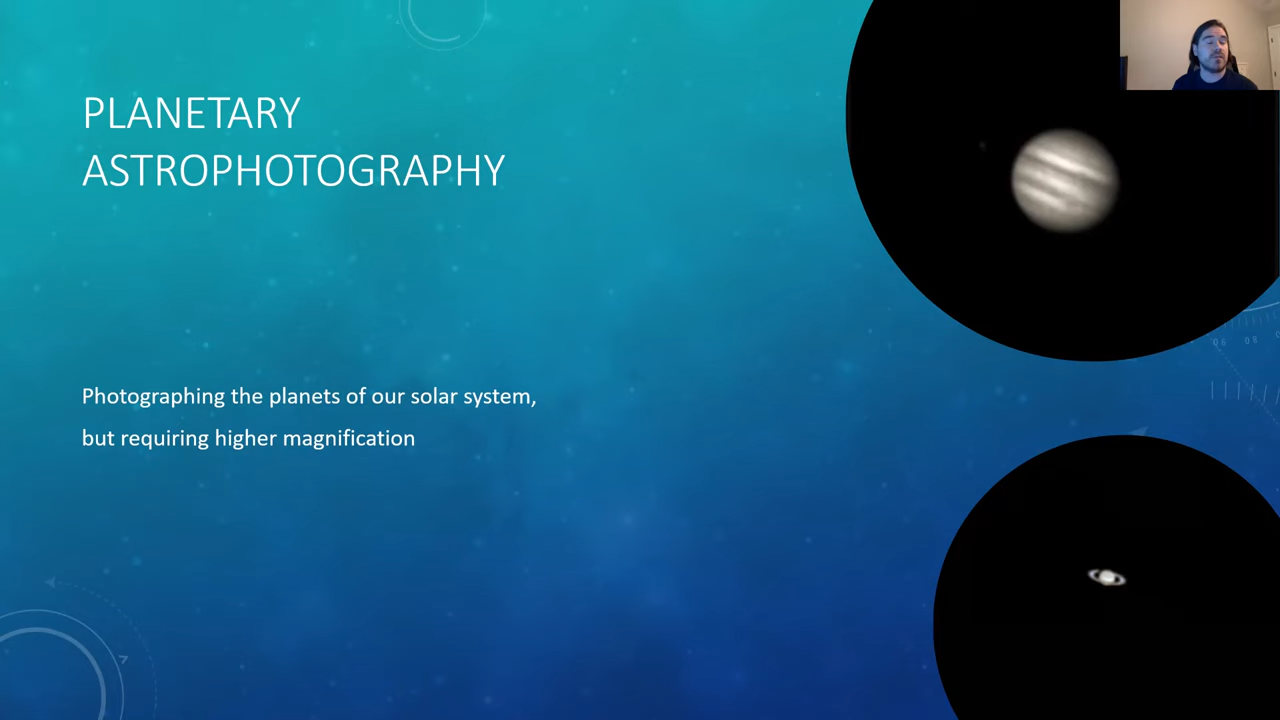 PLANETARY
ASTROPHOTOGRAPHY
Photographing the planets of our solar system,
but requiring higher magnification